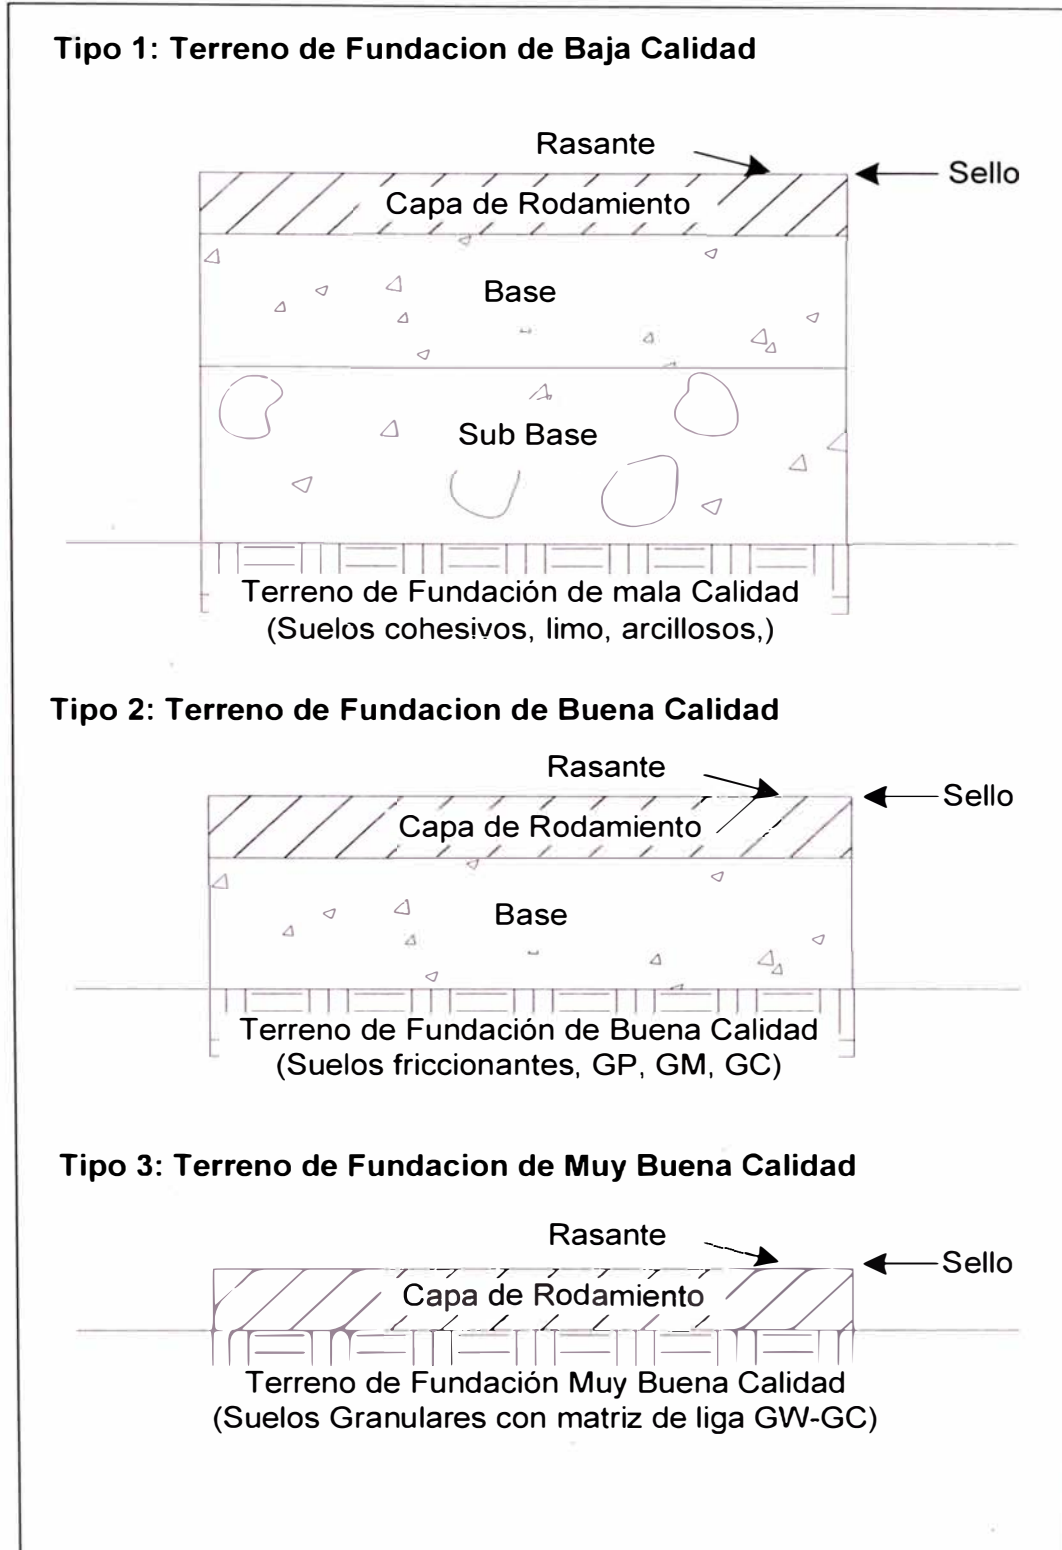 Tipo 1: Terreno de Fundacion de Baja Calidad
Rasante
Sello
Capa de Rodamiento
Base
Sub Base
Terreno de Fundación de mala Calidad
(Suelos cohesivos, limo, arcillosos,)
Tipo 2: Terreno de Fundacion de Buena Calidad
Rasante
Sello
Capa de Rodamiento
Base
Terreno de Fundación de Buena Calidad
(Suelos friccionantes, GP, GM, GC)
Tipo 3: Terreno de Fundacion de Muy Buena Calidad
Rasante
Sello
Capa de Rodamiento
Terreno de Fundación Muy Buena Calidad
(Suelos Granulares con matriz de liga GW-GC)